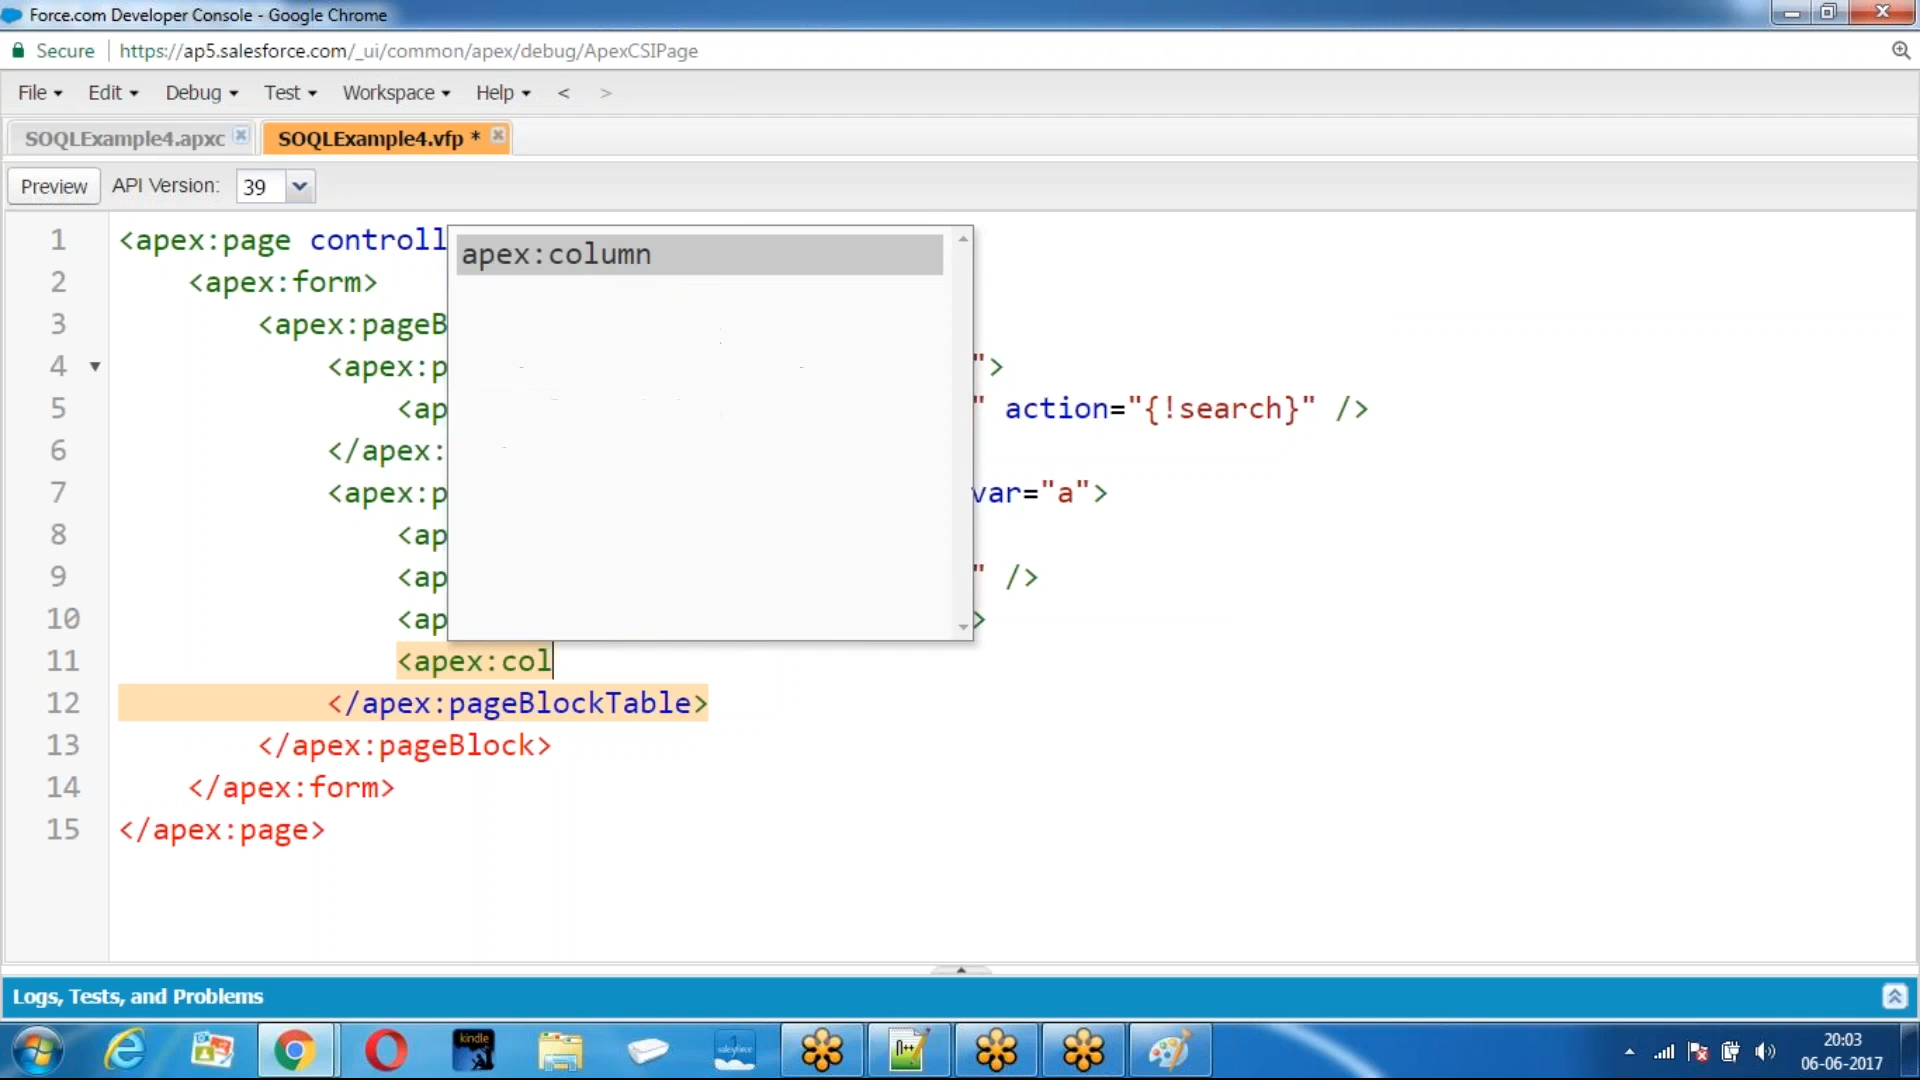 Force.com Developer Console - Google Chrome
Secure https://ap5.salesforce.com/_ui/common/apex/debug/ApexCSIPage
File Edit Debug Test Workspace Help < >
SOQLExample4.apxc SOQLExample4.vfp *
Preview API Version: 39
1 <apex:page controll
apex:column
2 <apex:form>
3 <apex:pageB
4 <apex:p ">
5 <ap " action="{!search}" />
6 </apex:
7 <apex:p var="a">
8 <ap
9 <ap " />
10 <ap >
11 <apex:col
12 </apex:pageBlockTable>
13 </apex:pageBlock>
14 </apex:form>
15 </apex:page>
Logs, Tests, and Problems
kindle
salesforce
n++
20:03
06-06-2017